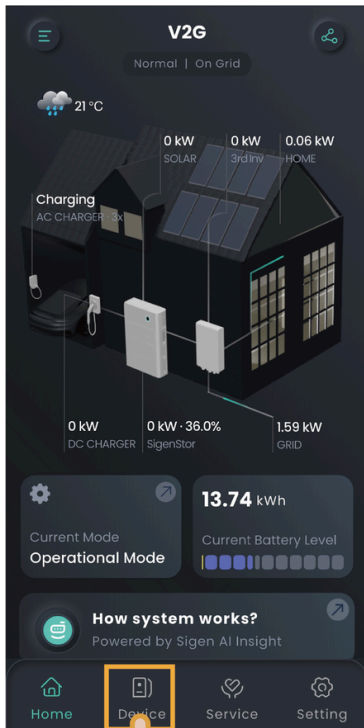 V2G
Normal | On Grid
21 °C
0 kW
SOLAR
0 kW
3rd Inv
0.06 kW
HOME
Charging
AC CHARGER · 3x
0 kW
DC CHARGER
0 kW · 36.0%
SigenStor
1.59 kW
GRID
Current Mode
Operational Mode
13.74 kWh
Current Battery Level
How system works?
Powered by Sigen AI Insight
Home
Device
Service
Setting